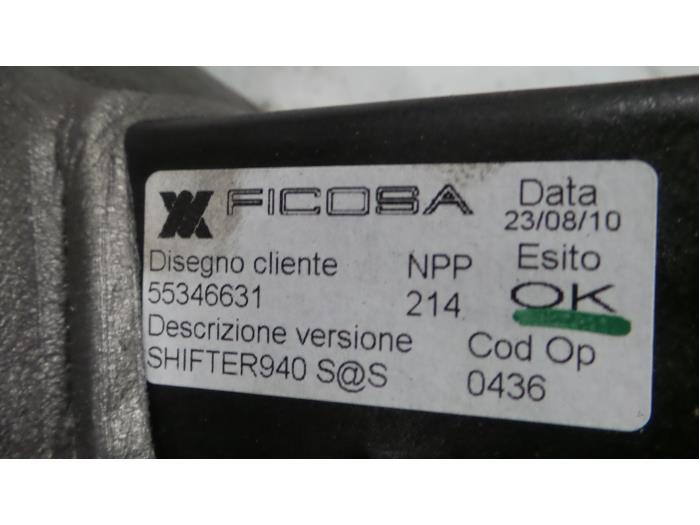 FICOSA
Data
23/08/10
Disegno cliente
55346631
NPP
214
Esito
OK
Descrizione versione
SHIFTER940 S@S
Cod Op
0436